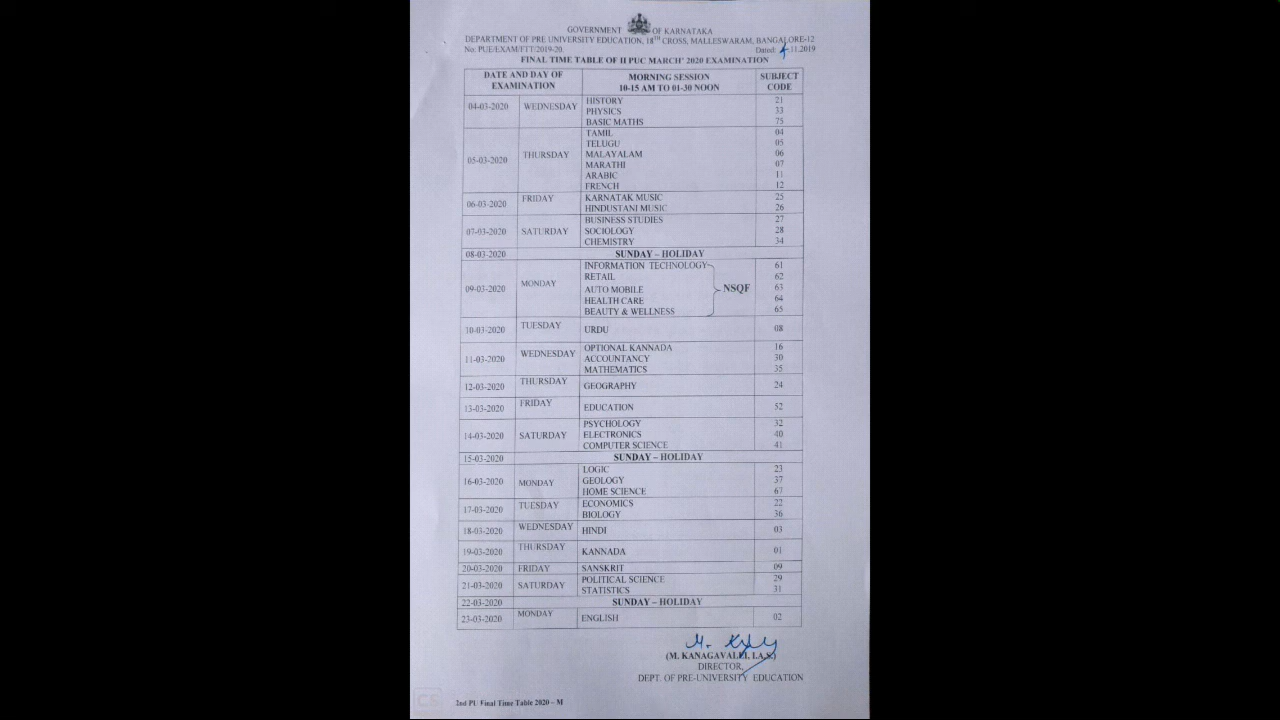 GOVERNMENT OF KARNATAKA
DEPARTMENT OF PRE UNIVERSITY EDUCATION, 18TH CROSS, MALLESWARAM, BANGALORE-12
No: PUE/EXAM/FTT/2019-20 Dated: 4.11.2019
FINAL TIME TABLE OF II PUC MARCH' 2020 EXAMINATION
DATE AND DAY OF EXAMINATION MORNING SESSION 10-15 AM TO 01-30 NOON SUBJECT CODE
04-03-2020 WEDNESDAY HISTORY 21
PHYSICS 33
BASIC MATHS 75
05-03-2020 THURSDAY TAMIL 04
TELUGU 05
MALAYALAM 06
MARATHI 07
ARABIC 11
FRENCH 12
06-03-2020 FRIDAY KARNATAK MUSIC 25
HINDUSTANI MUSIC 26
07-03-2020 SATURDAY BUSINESS STUDIES 27
SOCIOLOGY 28
CHEMISTRY 34
08-03-2020 SUNDAY – HOLIDAY
09-03-2020 MONDAY INFORMATION TECHNOLOGY 61
RETAIL 62
AUTO MOBILE NSQF 63
HEALTH CARE 64
BEAUTY & WELLNESS 65
10-03-2020 TUESDAY URDU 08
11-03-2020 WEDNESDAY OPTIONAL KANNADA 16
ACCOUNTANCY 30
MATHEMATICS 35
12-03-2020 THURSDAY GEOGRAPHY 24
13-03-2020 FRIDAY EDUCATION 52
14-03-2020 SATURDAY PSYCHOLOGY 32
ELECTRONICS 40
COMPUTER SCIENCE 41
15-03-2020 SUNDAY – HOLIDAY
16-03-2020 MONDAY LOGIC 23
GEOLOGY 37
HOME SCIENCE 67
17-03-2020 TUESDAY ECONOMICS 22
BIOLOGY 36
18-03-2020 WEDNESDAY HINDI 03
19-03-2020 THURSDAY KANNADA 01
20-03-2020 FRIDAY SANSKRIT 09
21-03-2020 SATURDAY POLITICAL SCIENCE 29
STATISTICS 31
22-03-2020 SUNDAY – HOLIDAY
23-03-2020 MONDAY ENGLISH 02
(M. KANAGAVALLI, I.A.S.)
DIRECTOR,
DEPT. OF PRE-UNIVERSITY EDUCATION
CS
2nd PU Final Time Table 2020 – M